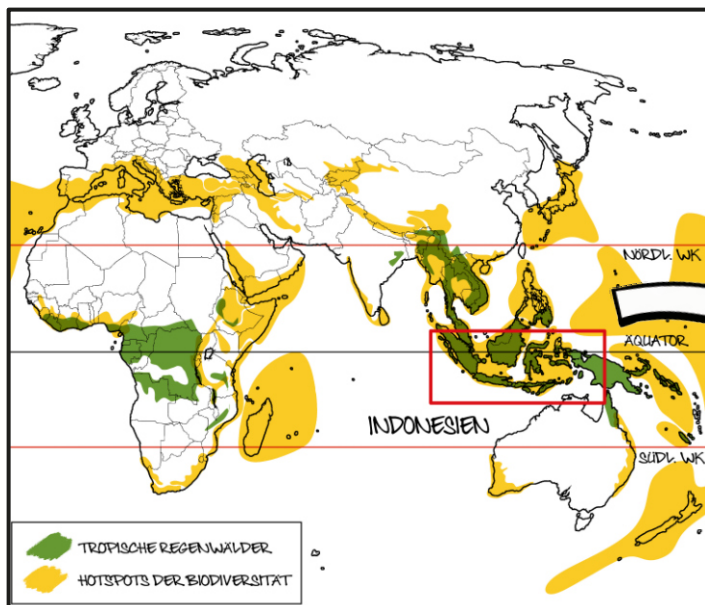 NÖRDL. WK
ÄQUATOR
INDONESIEN
SÜDL. WK
TROPISCHE REGENWÄLDER
HOTSPOTS DER BIODIVERSITÄT